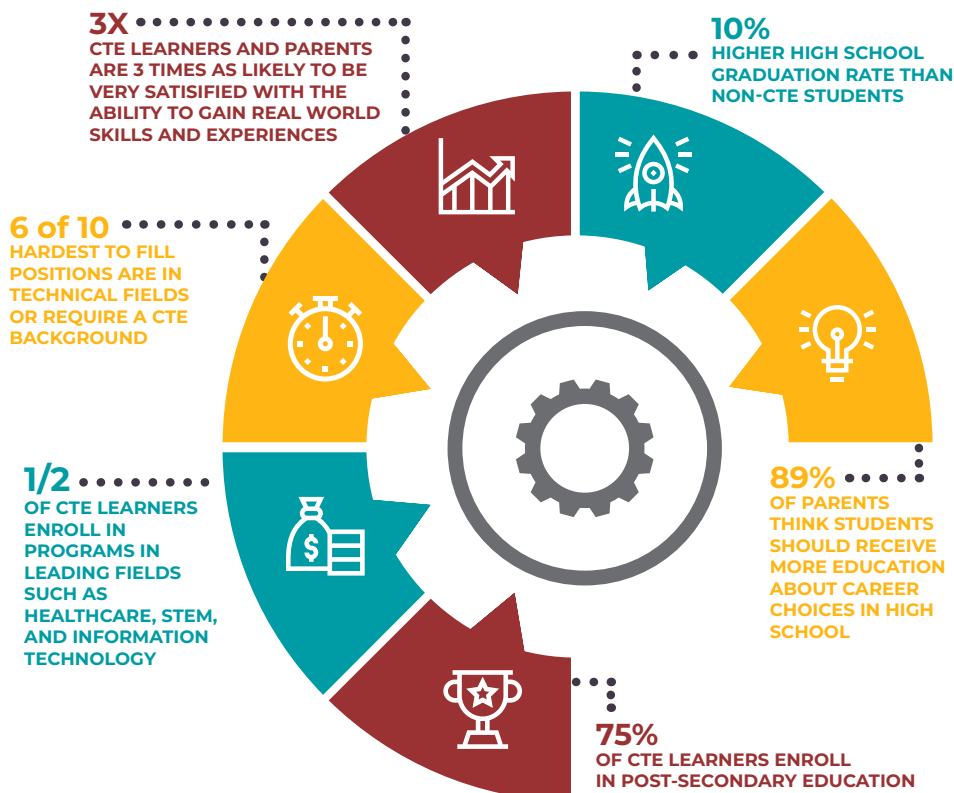 3X
CTE LEARNERS AND PARENTS
ARE 3 TIMES AS LIKELY TO BE
VERY SATISIFIED WITH THE
ABILITY TO GAIN REAL WORLD
SKILLS AND EXPERIENCES
10%
HIGHER HIGH SCHOOL
GRADUATION RATE THAN
NON-CTE STUDENTS
6 of 10
HARDEST TO FILL
POSITIONS ARE IN
TECHNICAL FIELDS
OR REQUIRE A CTE
BACKGROUND
1/2
OF CTE LEARNERS
ENROLL IN
PROGRAMS IN
LEADING FIELDS
SUCH AS
HEALTHCARE, STEM,
AND INFORMATION
TECHNOLOGY
$
89%
OF PARENTS
THINK STUDENTS
SHOULD RECEIVE
MORE EDUCATION
ABOUT CAREER
CHOICES IN HIGH
SCHOOL
75%
OF CTE LEARNERS ENROLL
IN POST-SECONDARY EDUCATION